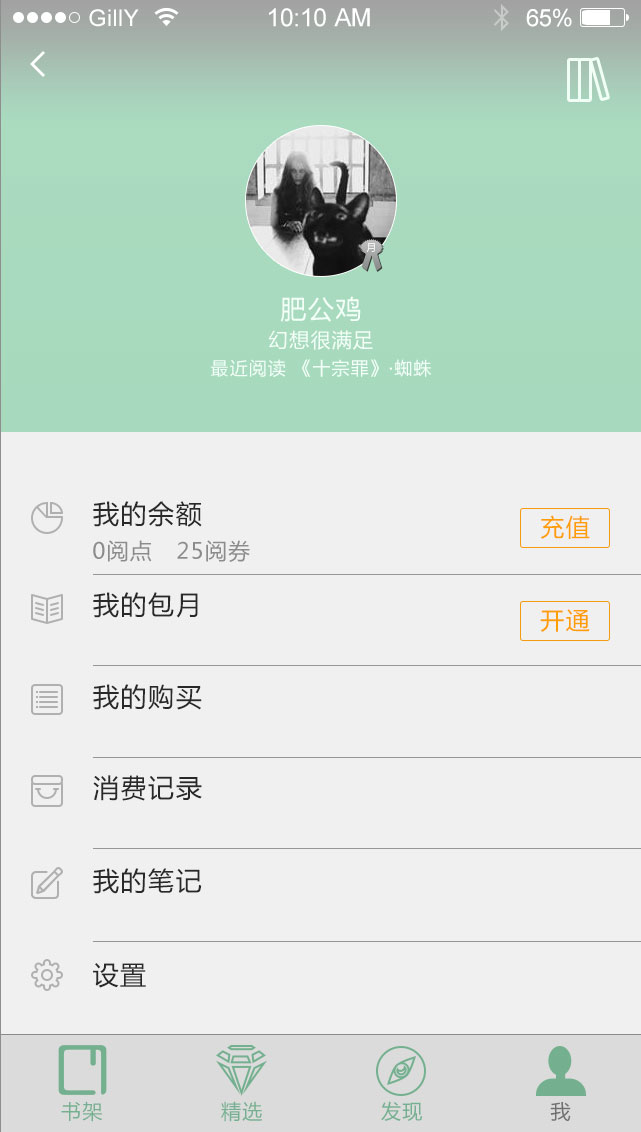 GillY 10:10 AM 65%
月
肥公鸡
幻想很满足
最近阅读 《十宗罪》·蜘蛛
我的余额
0阅点 25阅券
充值
我的包月
开通
我的购买
消费记录
我的笔记
设置
书架 精选 发现 我